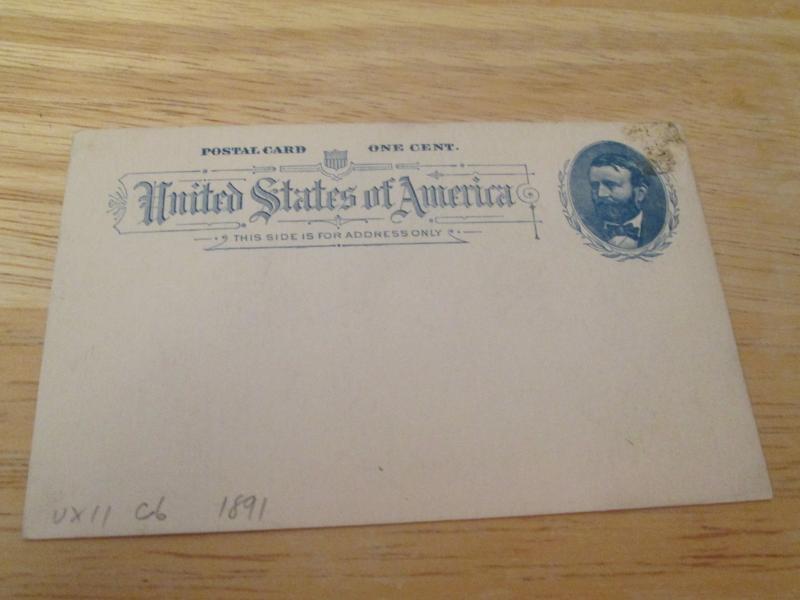 POSTAL CARD ONE CENT.
United States of America
THIS SIDE IS FOR ADDRESS ONLY
UX11 C6 1891